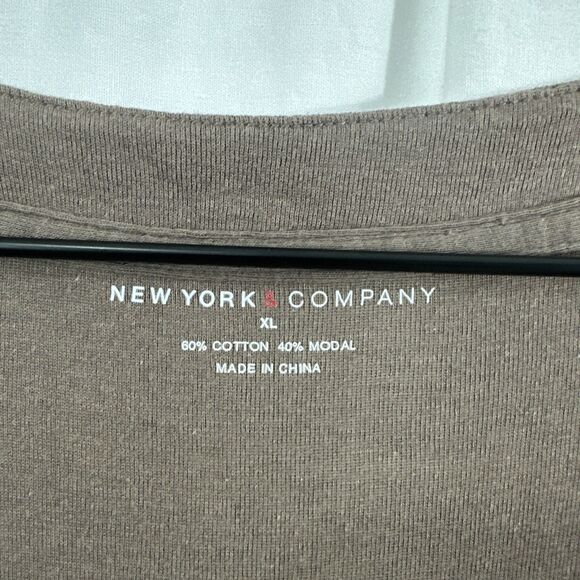 NEW YORK & COMPANY
XL
60% COTTON 40% MODAL
MADE IN CHINA